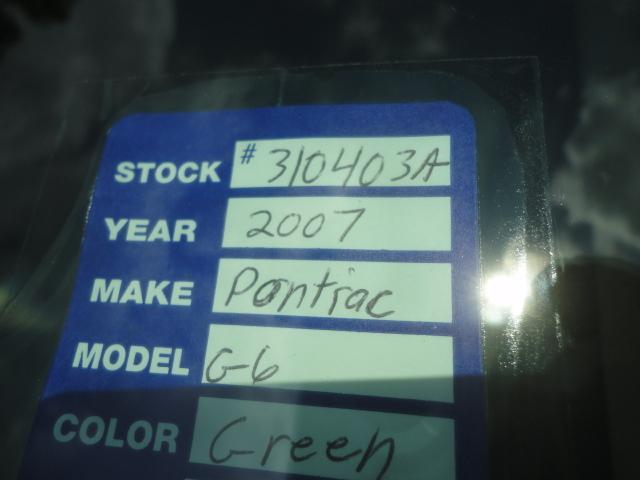 STOCK # 310403A
YEAR 2007
MAKE Pontiac
MODEL G-6
COLOR Green